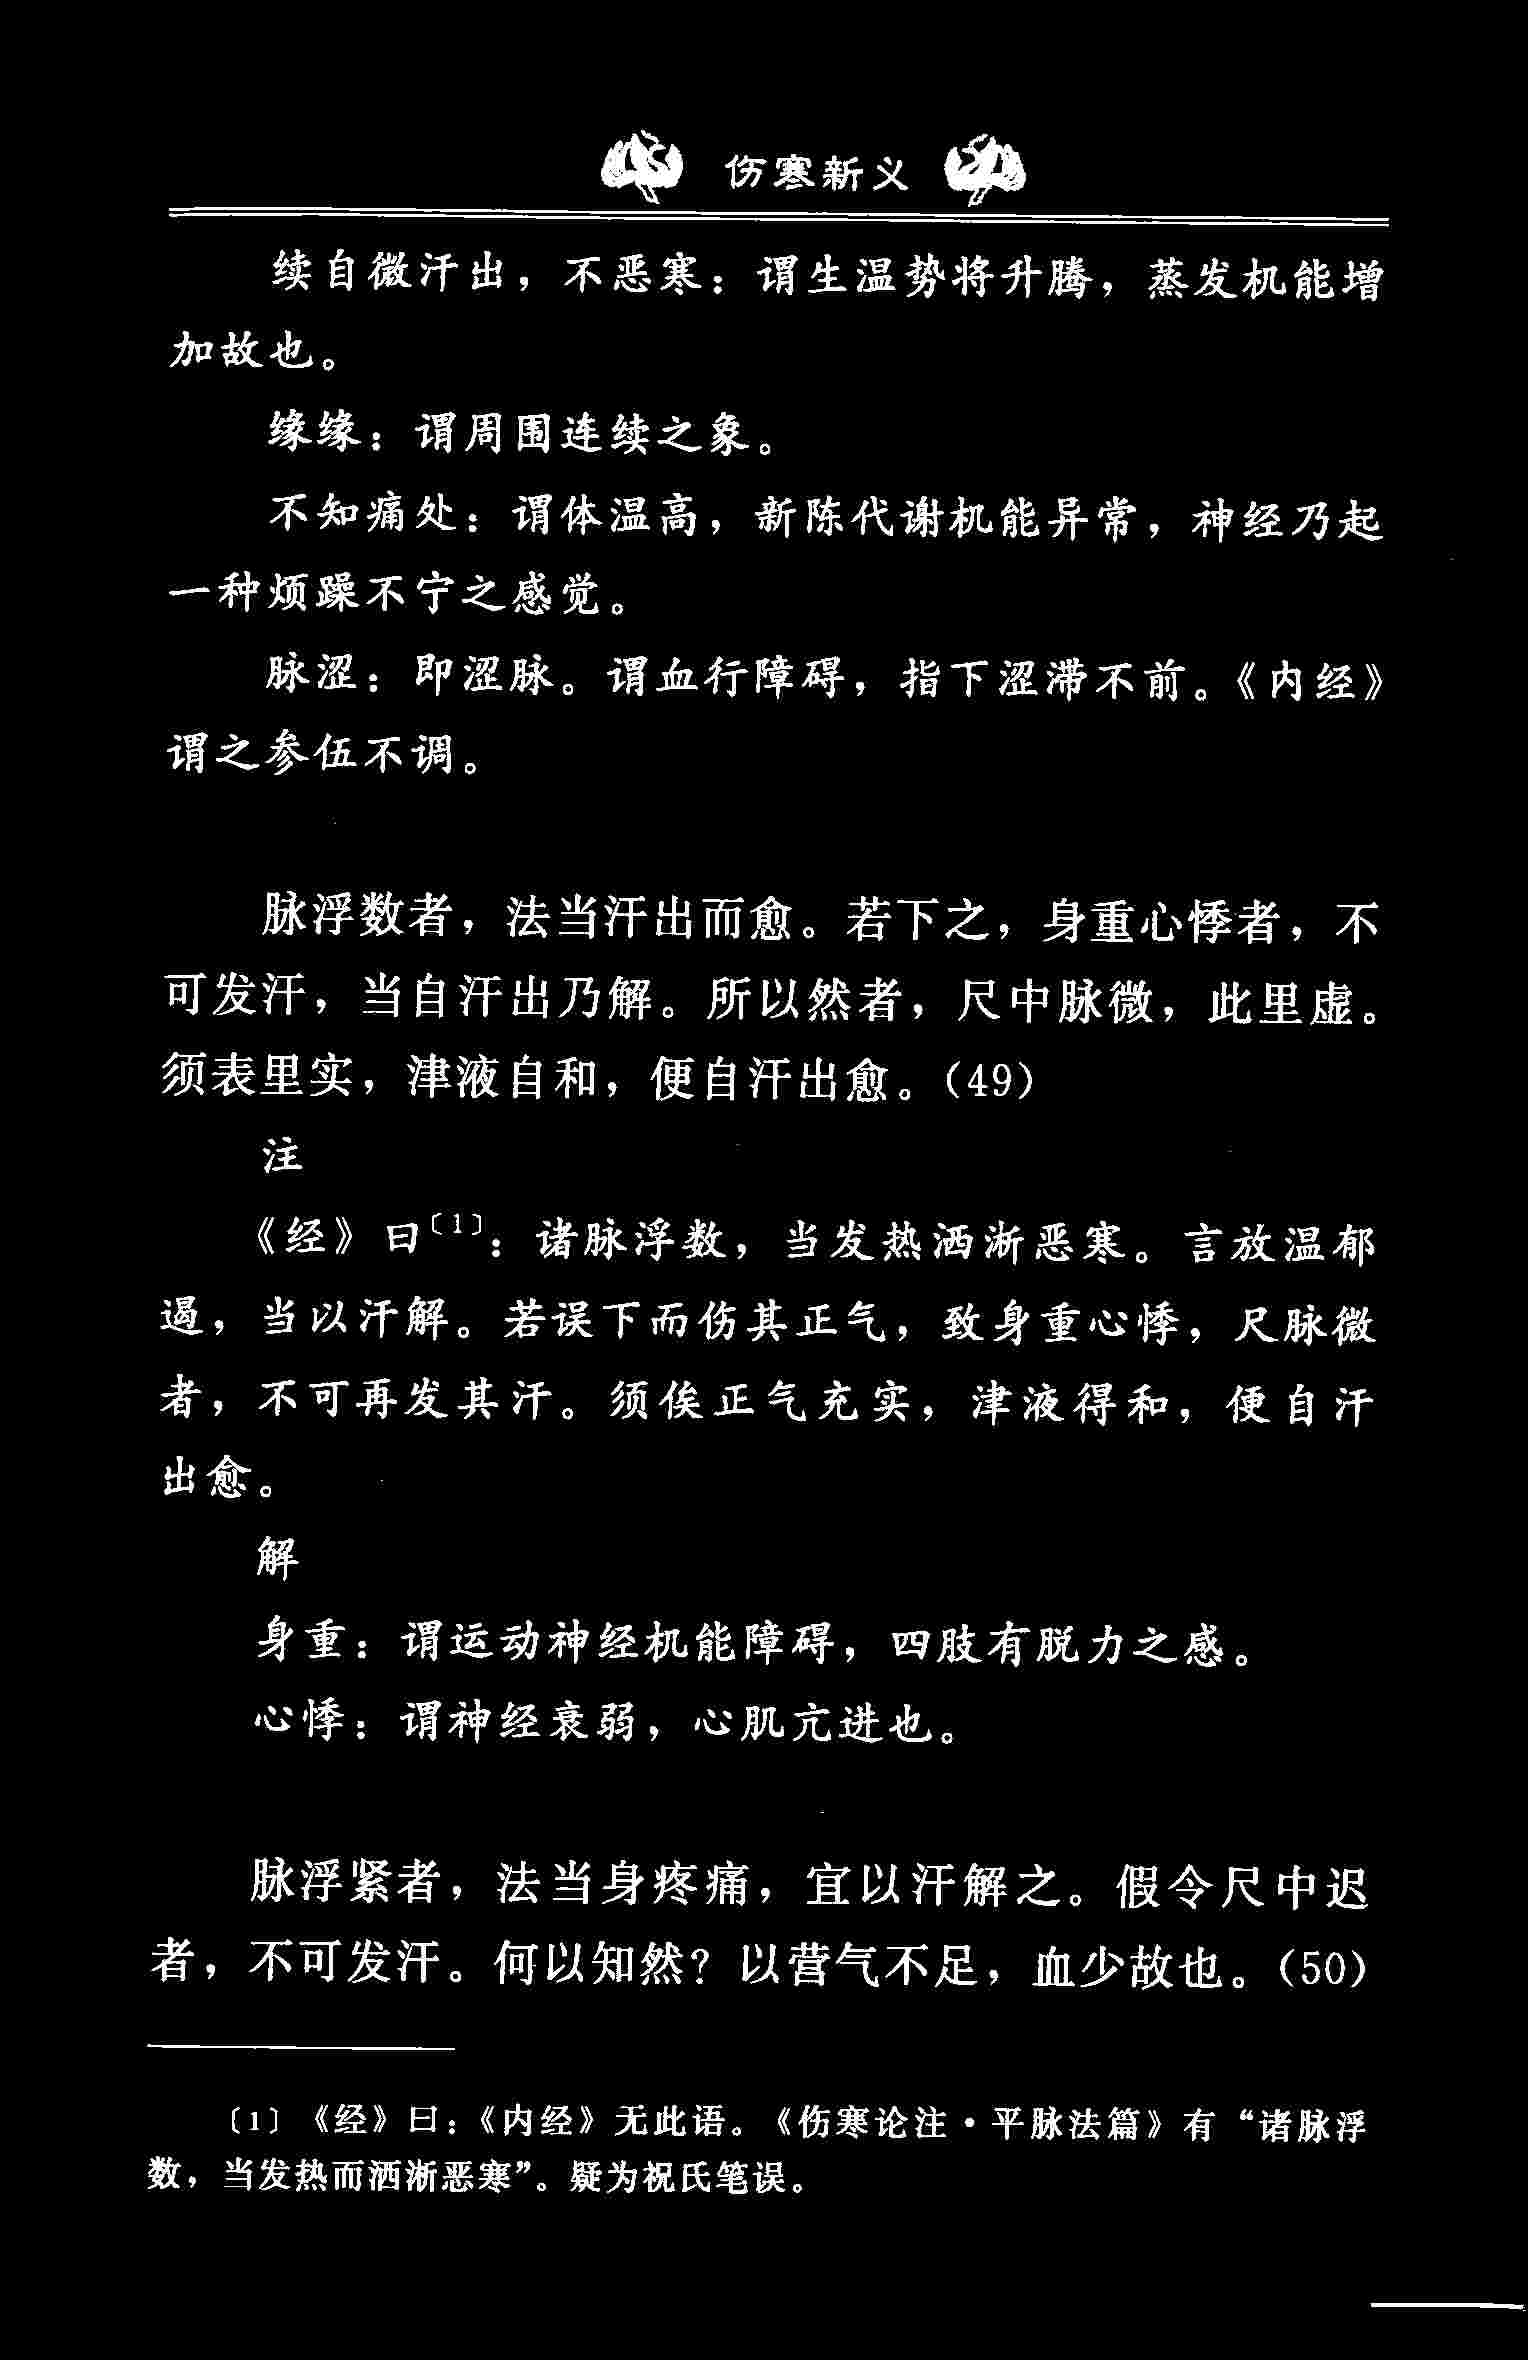 伤寒新义
续自微汗出，不恶寒：谓生温势将升腾，蒸发机能增
加故也。
缘缘：谓周围连续之象。
不知痛处：谓体温高，新陈代谢机能异常，神经乃起
一种烦躁不宁之感觉。
脉涩：即涩脉。谓血行障碍，指下涩滞不前。《内经》
谓之参伍不调。
脉浮数者，法当汗出而愈。若下之，身重心悸者，不
可发汗，当自汗出乃解。所以然者，尺中脉微，此里虚。
须表里实，津液自和，便自汗出愈。（49）
注
《经》曰〔1〕：诸脉浮数，当发热洒淅恶寒。言放温郁
遏，当以汗解。若误下而伤其正气，致身重心悸，尺脉微
者，不可再发其汗。须俟正气充实，津液得和，便自汗
出愈。
解
身重：谓运动神经机能障碍，四肢有脱力之感。
心悸：谓神经衰弱，心肌亢进也。
脉浮紧者，法当身疼痛，宜以汗解之。假令尺中迟
者，不可发汗。何以知然？以营气不足，血少故也。（50）
〔1〕《经》曰：《内经》无此语。《伤寒论注·平脉法篇》有“诸脉浮
数，当发热而洒淅恶寒”。疑为祝氏笔误。